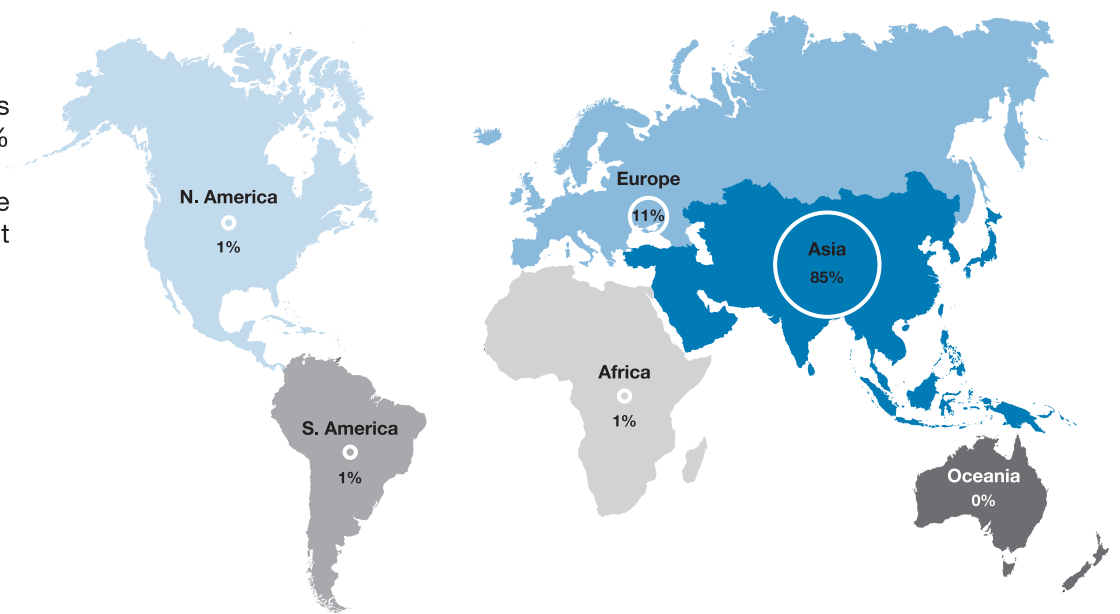 s
%
e
t
N. America
1%
Europe
11%
Asia
85%
Africa
1%
S. America
1%
Oceania
0%